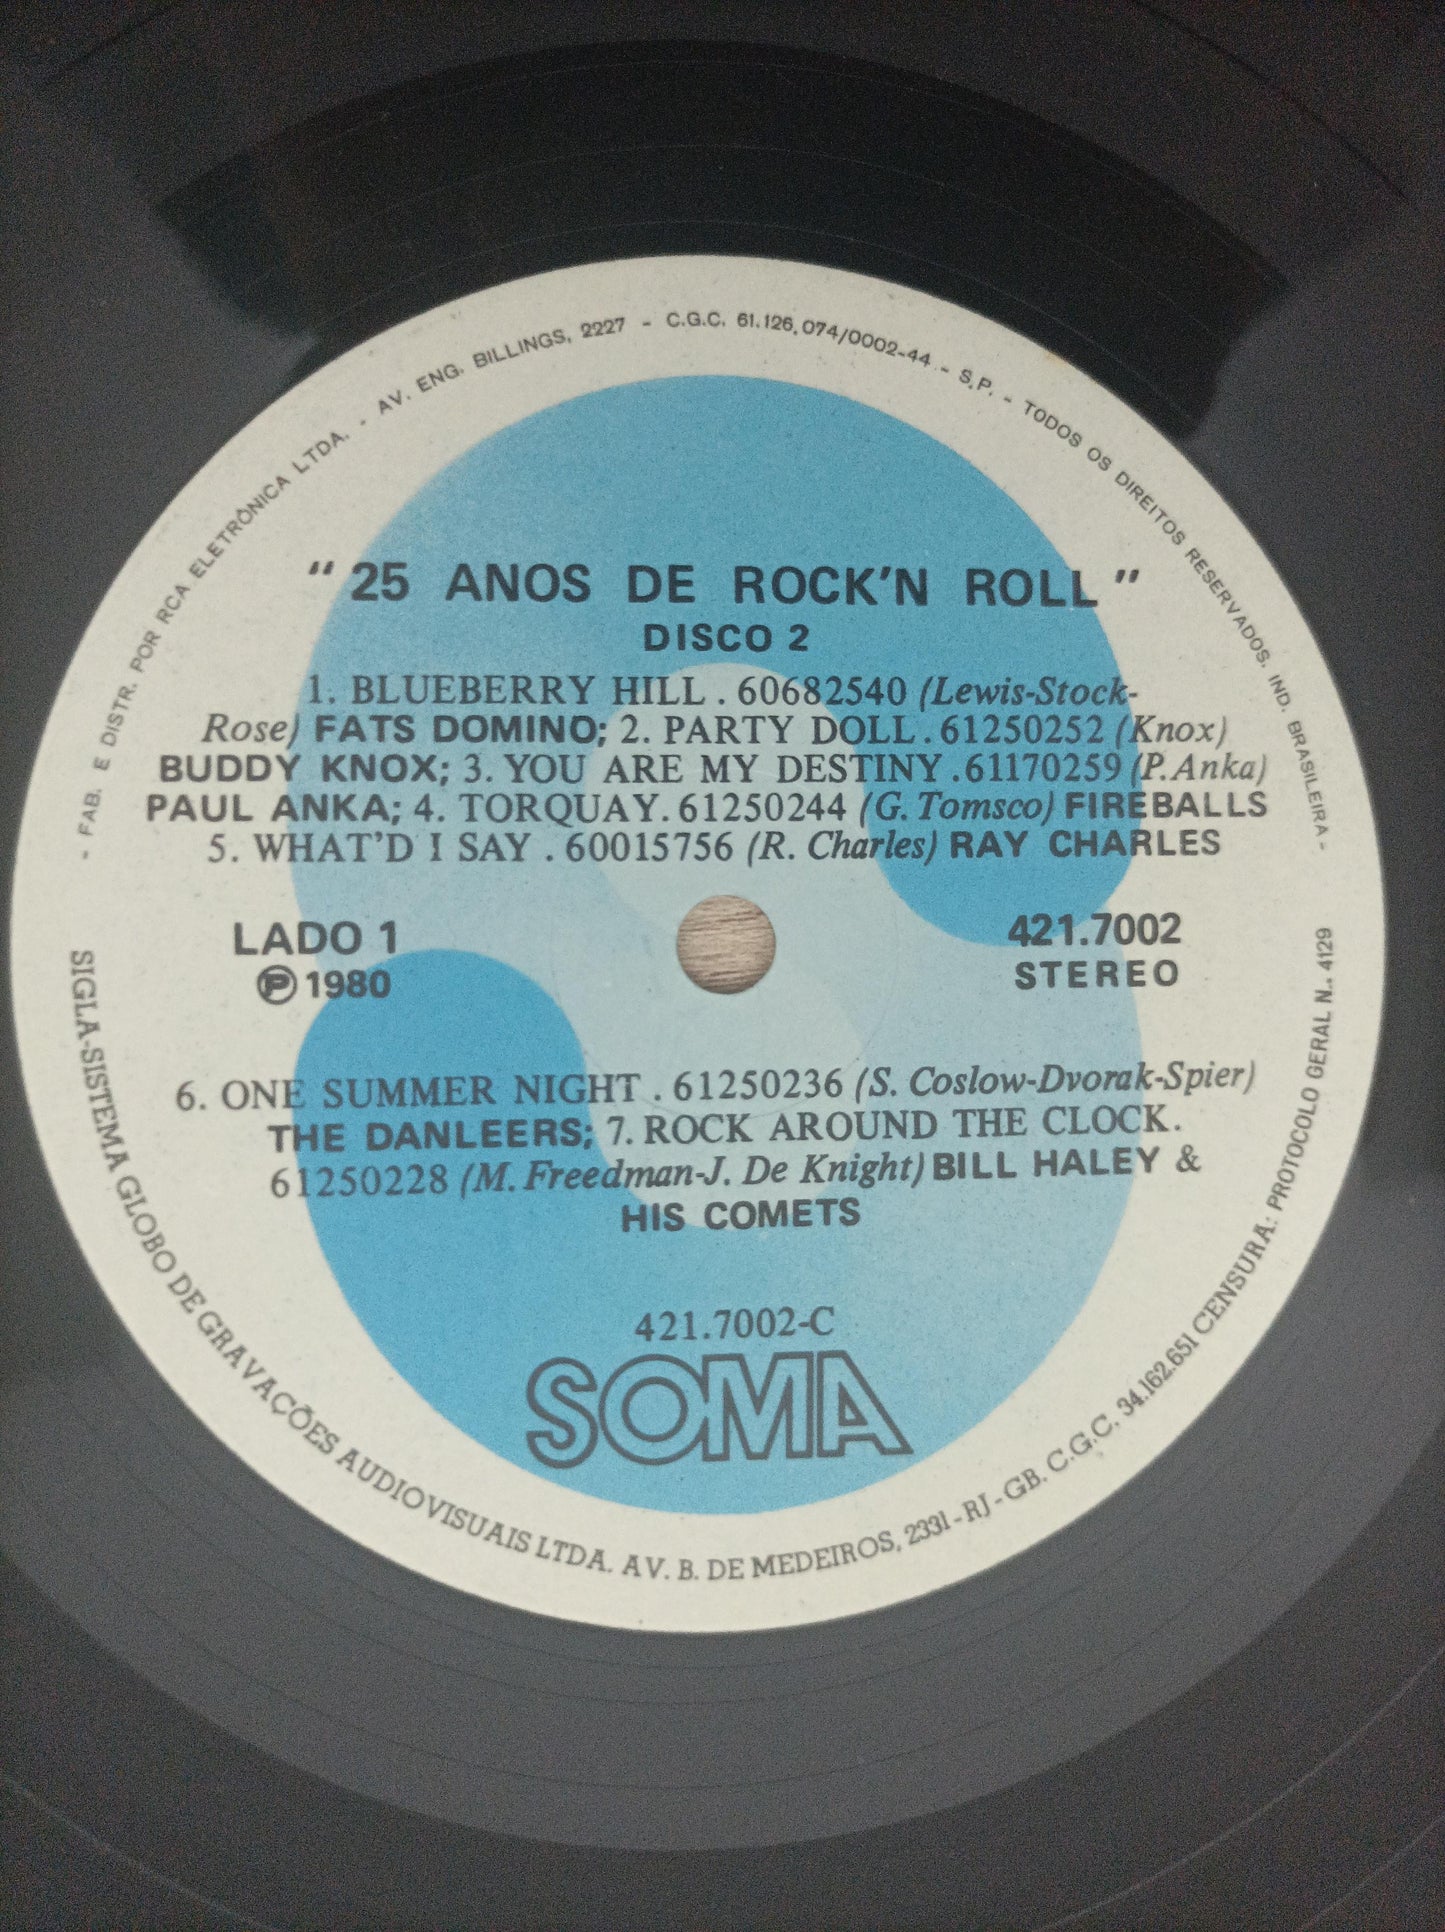 - FAB. E DISTR. POR RCA ELETRÔNICA LTDA. - AV. ENG. BILLINGS, 2227 - C.G.C. 61.126.074/0002-44 - S.P. - TODOS OS DIREITOS RESERVADOS. IND. BRASILEIRA -
"25 ANOS DE ROCK'N ROLL"
DISCO 2
1. BLUEBERRY HILL . 60682540 (Lewis-Stock-
Rose) FATS DOMINO; 2. PARTY DOLL . 61250252 (Knox)
BUDDY KNOX; 3. YOU ARE MY DESTINY .61170259 (P.Anka)
PAUL ANKA; 4. TORQUAY. 61250244 (G. Tomsco) FIREBALLS
5. WHAT'D I SAY . 60015756 (R. Charles) RAY CHARLES
LADO 1
℗ 1980
421.7002
STEREO
6. ONE SUMMER NIGHT . 61250236 (S. Coslow-Dvorak-Spier)
THE DANLEERS; 7. ROCK AROUND THE CLOCK.
61250228 (M. Freedman-J. De Knight) BILL HALEY &
HIS COMETS
421.7002-C
SOMA
SIGLA-SISTEMA GLOBO DE GRAVAÇÕES AUDIOVISUAIS LTDA. AV. B. DE MEDEIROS, 2331 - RJ - GB. C.G.C. 34.162.651 CENSURA: PROTOCOLO GERAL N.. 4129